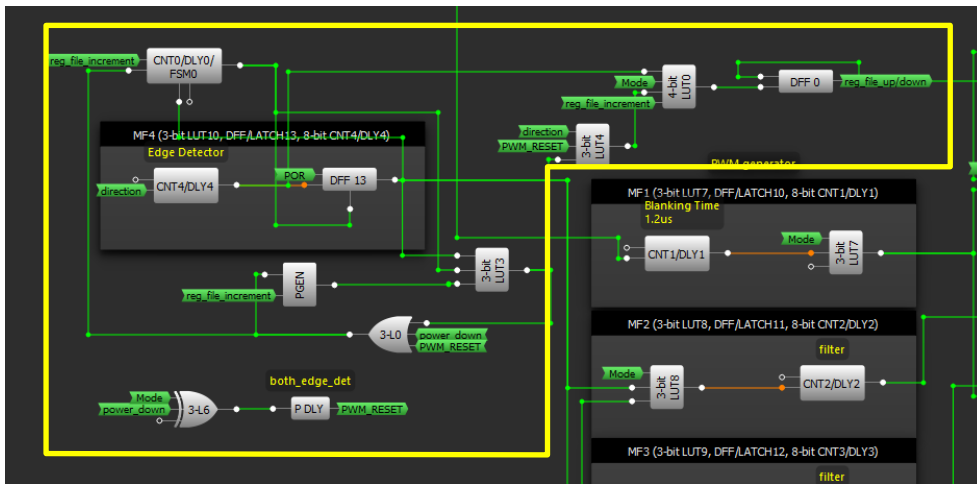 reg_file_increment
CNT0/DLY0/
FSM0
Mode
reg_file_increment
4-bit
LUT0
DFF 0
reg_file_up/down
direction
PWM_RESET
3-bit
LUT4
MF4 (3-bit LUT10, DFF/LATCH13, 8-bit CNT4/DLY4)
Edge Detector
direction
CNT4/DLY4
POR
DFF 13
PWM generator
MF1 (3-bit LUT7, DFF/LATCH10, 8-bit CNT1/DLY1)
Blanking Time
1.2us
CNT1/DLY1
Mode
3-bit
LUT7
reg_file_increment
PGEN
3-bit
LUT3
3-L0
power_down
PWM_RESET
MF2 (3-bit LUT8, DFF/LATCH11, 8-bit CNT2/DLY2)
filter
Mode
3-bit
LUT8
CNT2/DLY2
both_edge_det
Mode
power_down
3-L6
P DLY
PWM_RESET
MF3 (3-bit LUT9, DFF/LATCH12, 8-bit CNT3/DLY3)
filter